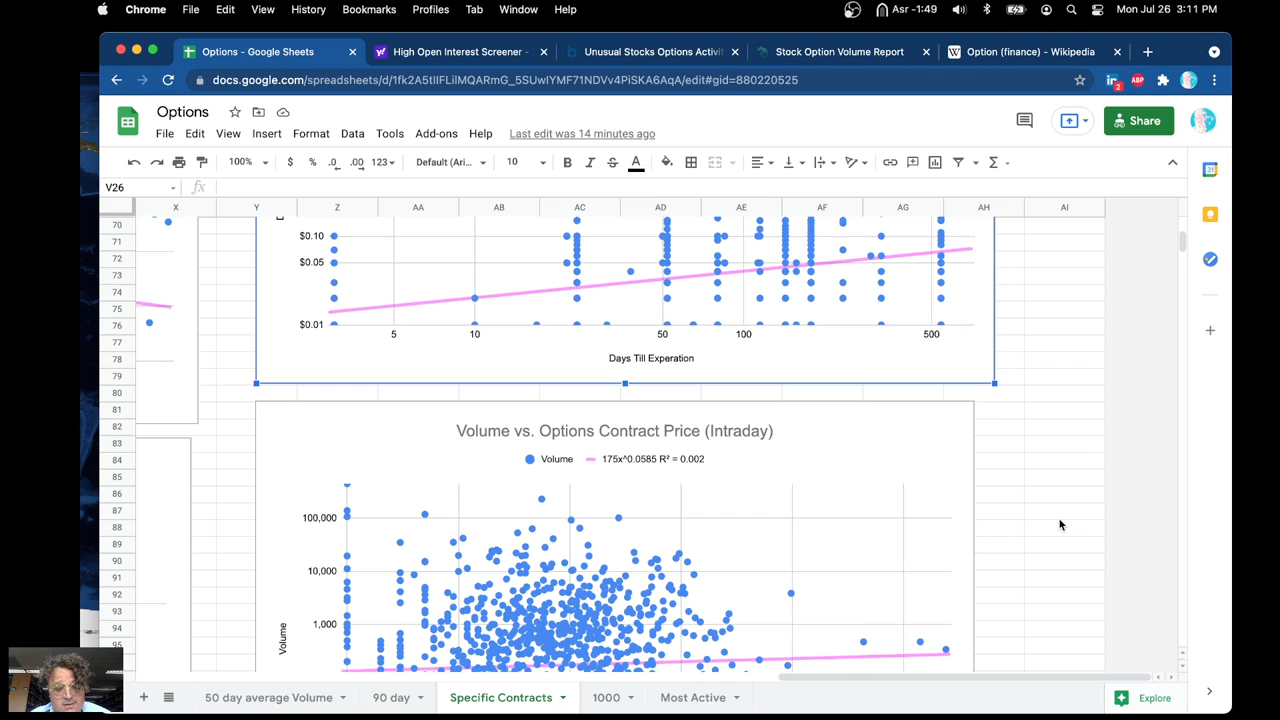 Chrome File Edit View History Bookmarks Profiles Tab Window Help Asr -1:49 Mon Jul 26 3:11 PM
Options - Google Sheets High Open Interest Screener - Unusual Stocks Options Activit Stock Option Volume Report Option (finance) - Wikipedia
docs.google.com/spreadsheets/d/1fk2A5tIIFLilMQARmG_5SUwIYMF71NDVv4PiSKA6AqA/edit#gid=880220525 2 ABP
Options
File Edit View Insert Format Data Tools Add-ons Help Last edit was 14 minutes ago Share
100% $ % .0 .00 123 Default (Ari... 10 B I S A Σ
V26 fx
X Y Z AA AB AC AD AE AF AG AH AI
70
$0.10
71
72
$0.05
73
74
75
76
$0.01
77
5 10 50 100 500
78
Days Till Experation
79
80
81
82
Volume vs. Options Contract Price (Intraday)
83
84
Volume 175x^0.0585 R² = 0.002
85
86
87
88
100,000
89
90
91
10,000
92
93
94
1,000
95
Volume
50 day average Volume 90 day Specific Contracts 1000 Most Active Explore
31